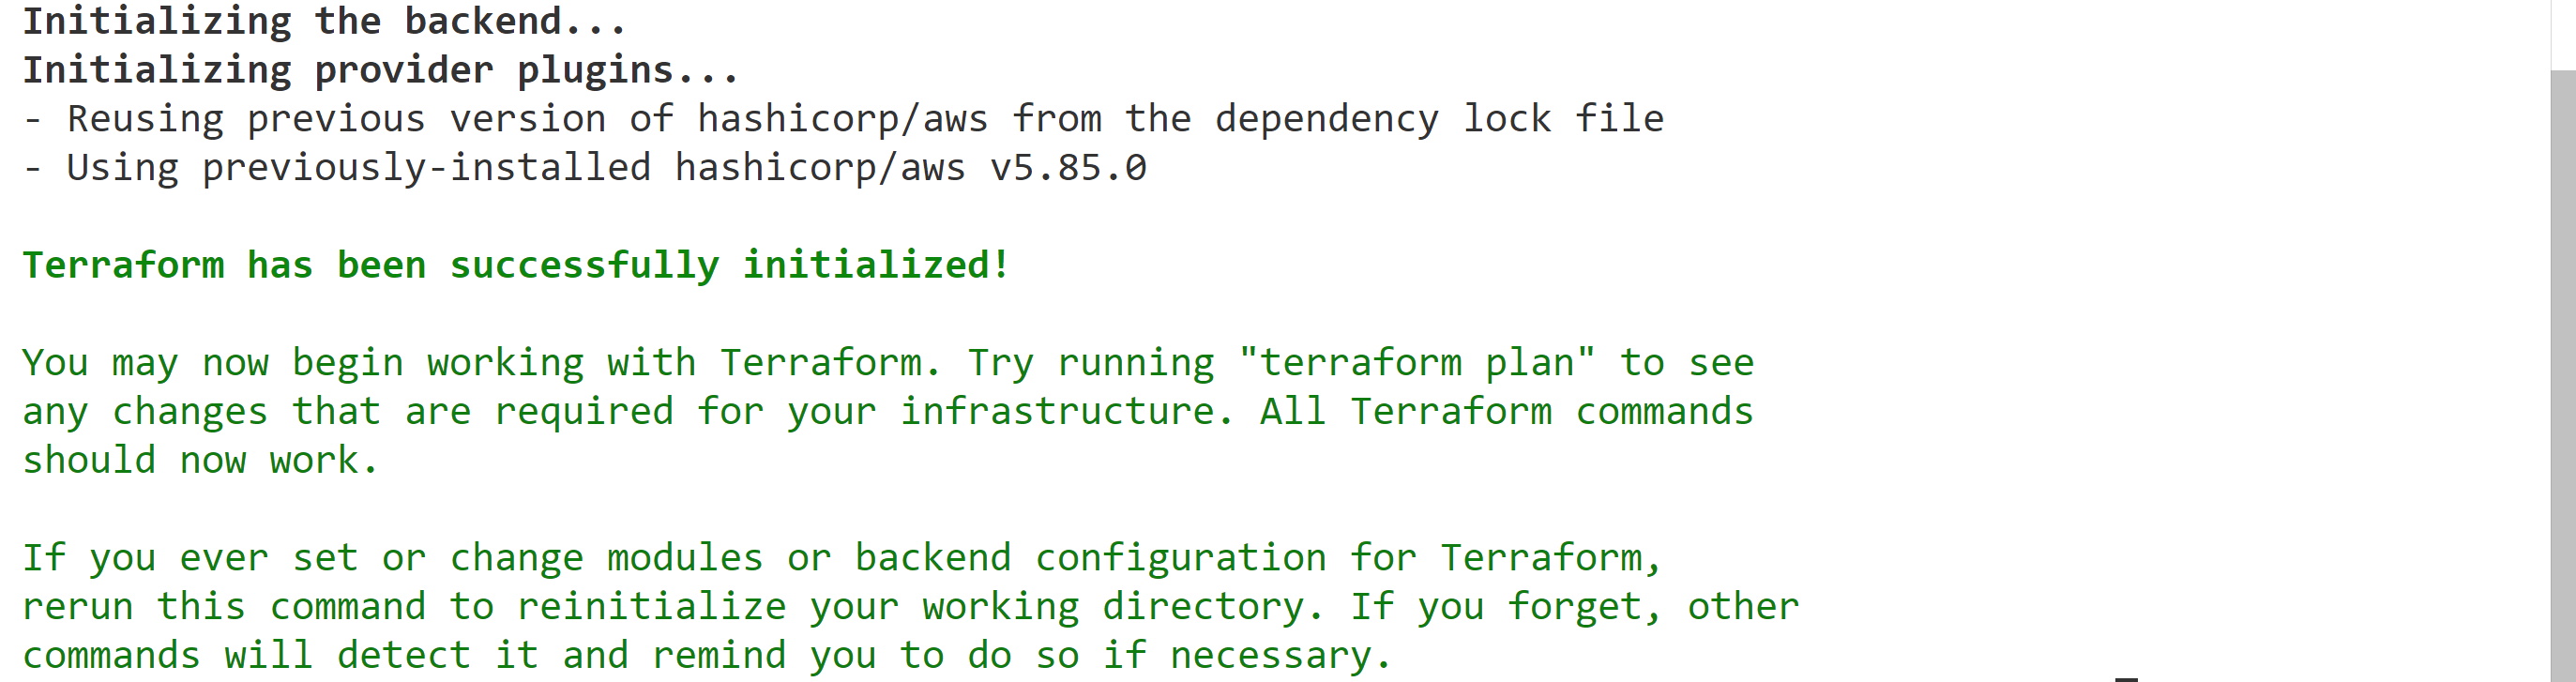 Initializing the backend...
Initializing provider plugins...
- Reusing previous version of hashicorp/aws from the dependency lock file
- Using previously-installed hashicorp/aws v5.85.0
Terraform has been successfully initialized!
You may now begin working with Terraform. Try running "terraform plan" to see
any changes that are required for your infrastructure. All Terraform commands
should now work.
If you ever set or change modules or backend configuration for Terraform,
rerun this command to reinitialize your working directory. If you forget, other
commands will detect it and remind you to do so if necessary.